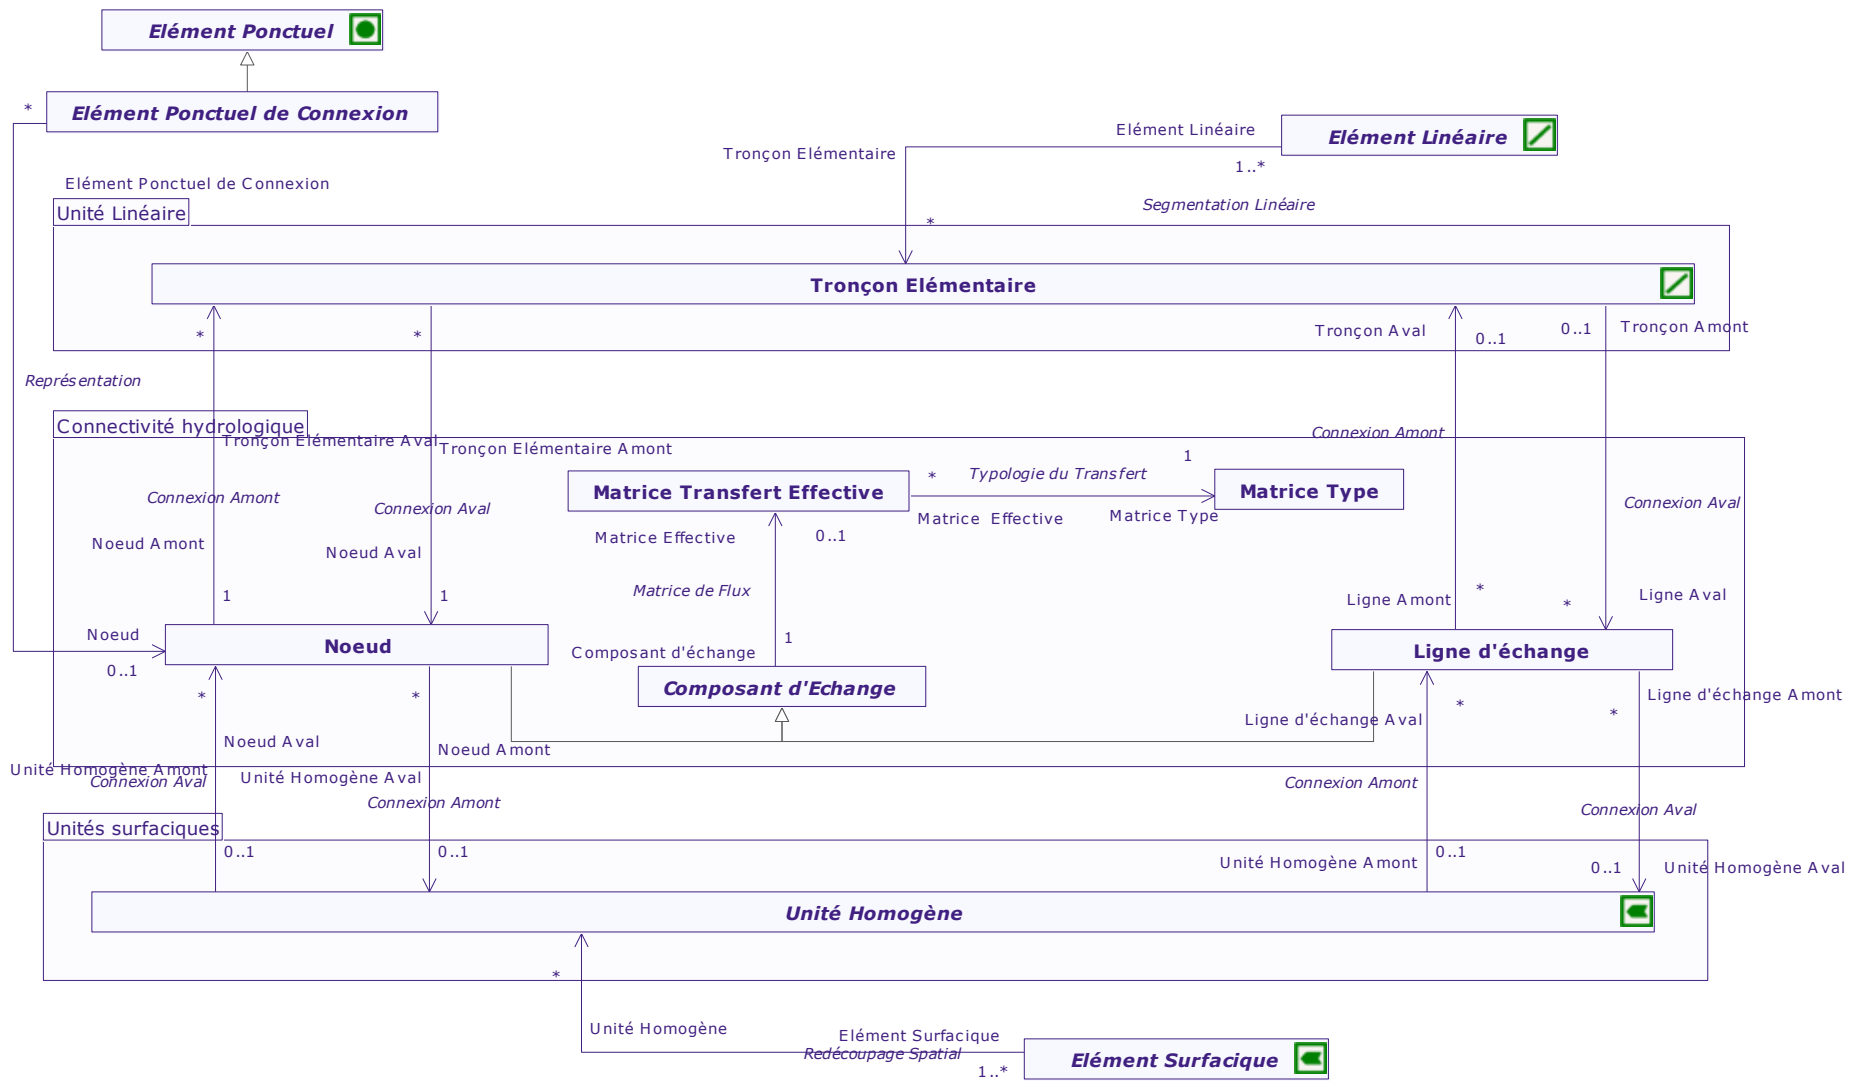 Elément Ponctuel
*
Elément Ponctuel de Connexion
Elément Linéaire
Elément Linéaire
Tronçon Elémentaire
1..*
Elément Ponctuel de Connexion
Segmentation Linéaire
Unité Linéaire
*
Tronçon Elémentaire
*
*
Tronçon Aval
0..1
0..1
Tronçon Amont
Représentation
Connectivité hydrologique
Tronçon Elémentaire Aval
Tronçon Elémentaire Amont
Connexion Amont
*
Typologie du Transfert
1
Matrice Transfert Effective
Matrice Type
Connexion Amont
Connexion Aval
Connexion Aval
Matrice Effective
Matrice Type
Noeud Amont
Noeud Aval
Matrice Effective
0..1
Matrice de Flux
1
1
*
*
Ligne Amont
Ligne Aval
Noeud
0..1
Noeud
1
Composant d'échange
Ligne d'échange
Composant d'Echange
*
*
*
*
Ligne d'échange Amont
Ligne d'échange Aval
Noeud Aval
Noeud Amont
Unité Homogène Amont
Connexion Aval
Unité Homogène Aval
Connexion Amont
Connexion Amont
Connexion Aval
Unités surfaciques
0..1
0..1
Unité Homogène Amont
0..1
0..1
Unité Homogène Aval
Unité Homogène
*
Unité Homogène
Elément Surfacique
Redécoupage Spatial
1..*
Elément Surfacique